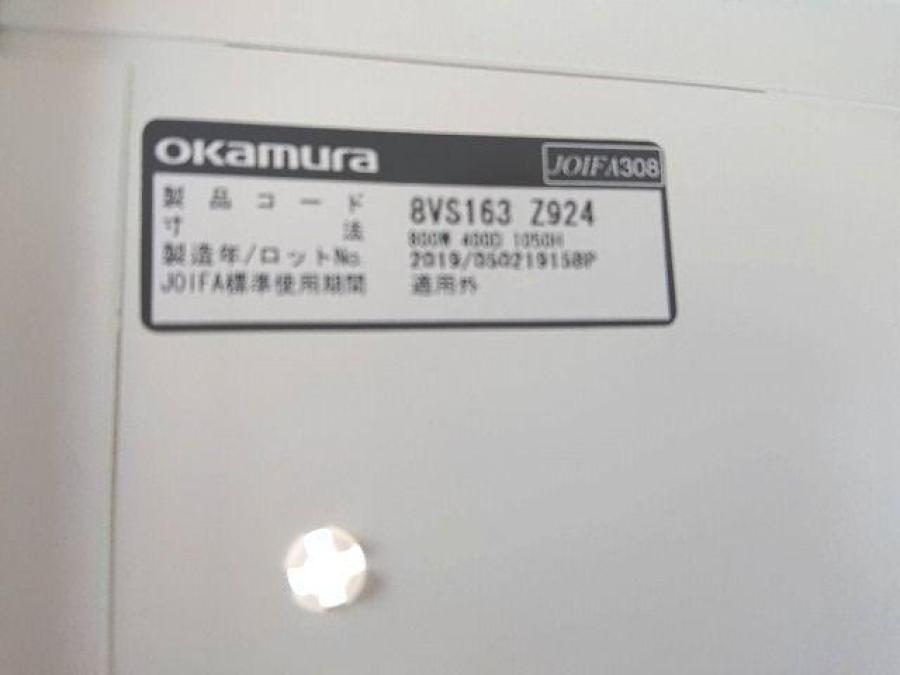 okamura
JOIFA308
製品コード 8VS163 Z924
寸法 800W 400D 1050H
製造年/ロットNo. 2019/050219158P
JOIFA標準使用期間 適用外